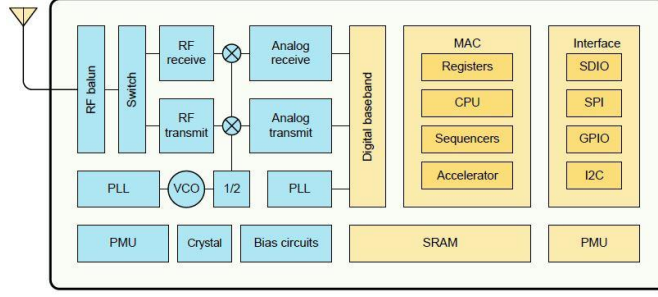 RF balun
Switch
RF
receive
Analog
receive
RF
transmit
Analog
transmit
PLL
VCO
1/2
PLL
Digital baseband
MAC
Registers
CPU
Sequencers
Accelerator
Interface
SDIO
SPI
GPIO
I2C
PMU
Crystal
Bias circuits
SRAM
PMU